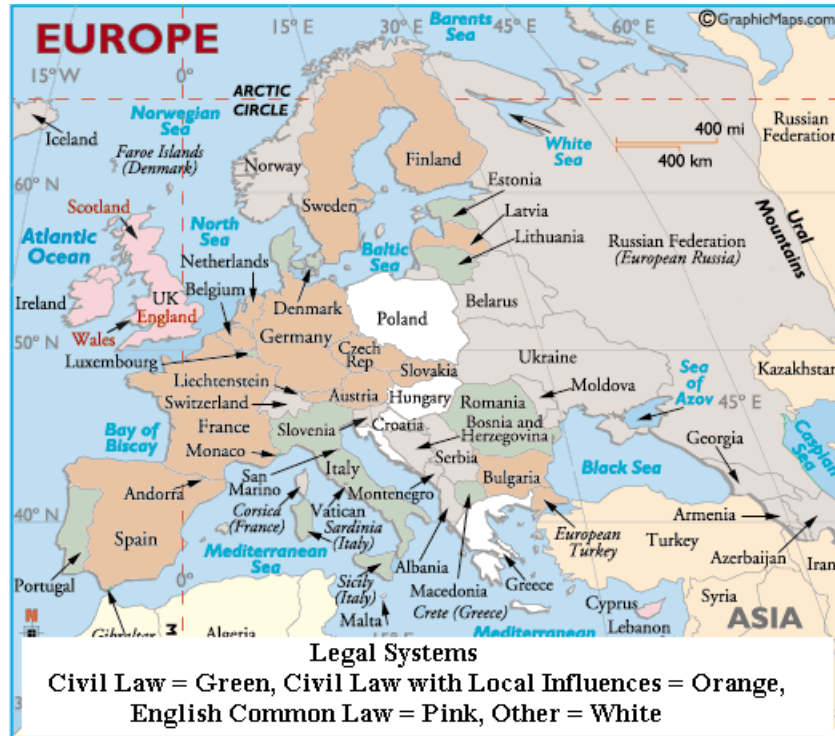 EUROPE
©GraphicMaps.com
Barents
Sea
15°W
0°
15°E
30°E
45°E
60°E
ARCTIC
CIRCLE
Norwegian
Sea
Iceland
Faroe Islands
(Denmark)
White
Sea
400 mi
400 km
Russian
Federation
Norway
Finland
Sweden
60° N
Estonia
Latvia
Lithuania
Scotland
North
Sea
Baltic
Sea
Ural
Mountains
Russian Federation
(European Russia)
Atlantic
Ocean
Netherlands
Belgium
Ireland
UK
England
Wales
Denmark
Poland
Belarus
50° N
Germany
Luxembourg
Czech
Rep
Slovakia
Ukraine
Kazakhstan
Liechtenstein
Switzerland
Austria
Hungary
Moldova
Sea
of
Azov
45°E
Bay of
Biscay
France
Slovenia
Croatia
Romania
Bosnia and
Herzegovina
Serbia
Monaco
Italy
Georgia
Caspian
Sea
Andorra
San
Marino
Montenegro
Bulgaria
Black Sea
Corsica
(France)
Vatican
Sardinia
(Italy)
40° N
Spain
Armenia
European
Turkey
Turkey
Mediterranean
Sea
Albania
Azerbaijan
Portugal
0°
Sicily
(Italy)
Macedonia
Greece
Iran
Crete (Greece)
Syria
N
Gibraltar
Algeria
Malta
15°E
Mediterranean
Cyprus
Lebanon
ASIA
Legal Systems
Civil Law = Green, Civil Law with Local Influences = Orange,
English Common Law = Pink, Other = White